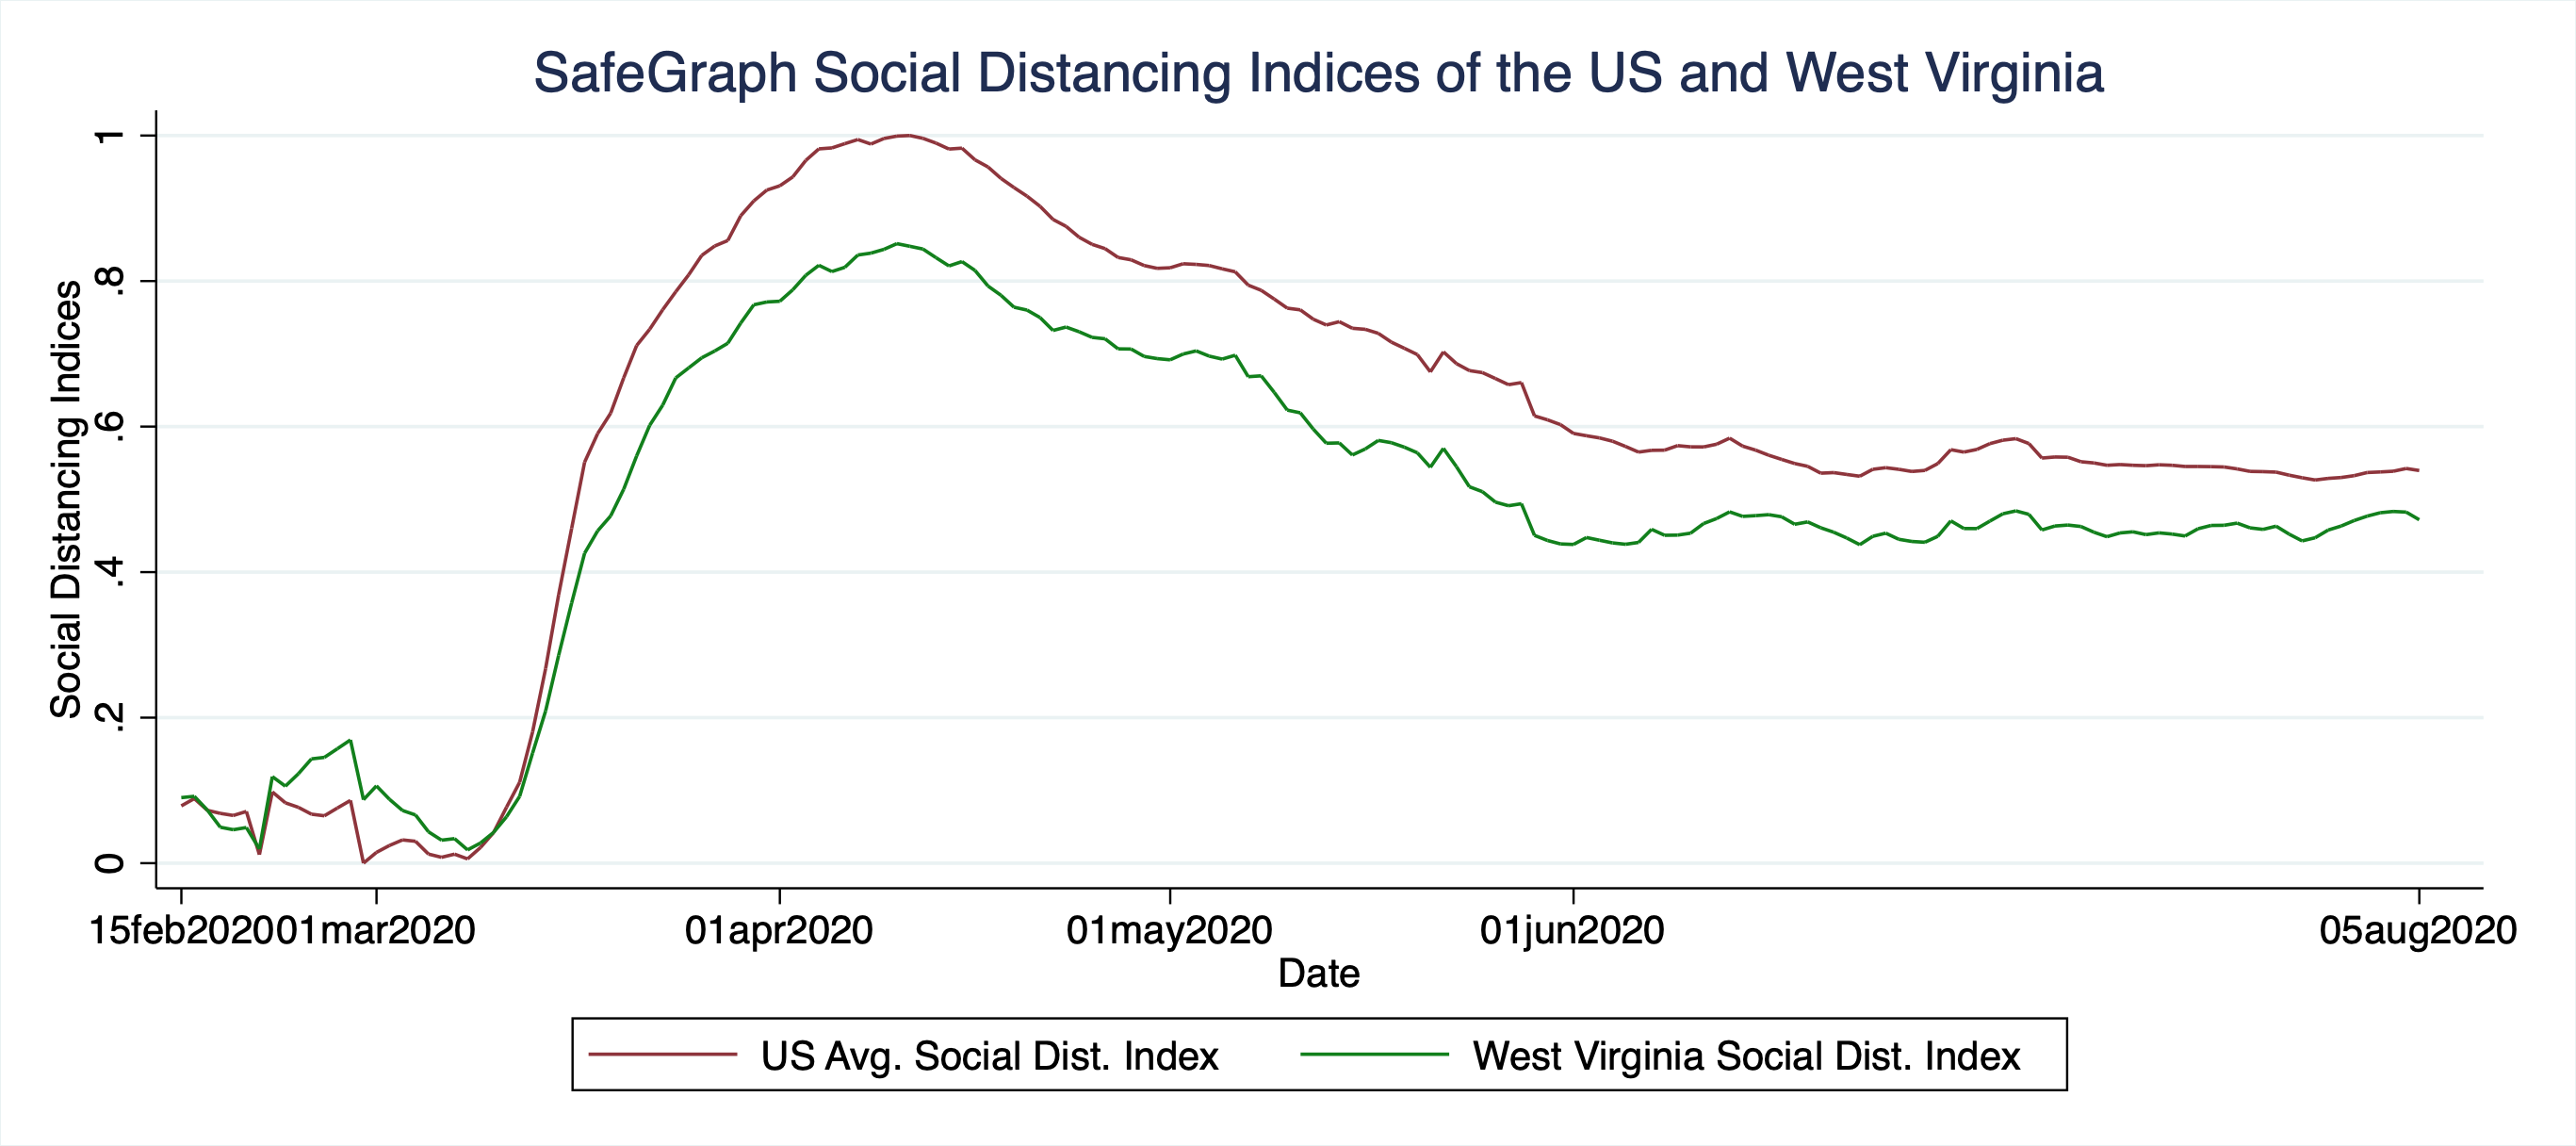 SafeGraph Social Distancing Indices of the US and West Virginia
Social Distancing Indices
1
.8
.6
.4
.2
0
15feb2020 01mar2020 01apr2020 01may2020 01jun2020 05aug2020
Date
US Avg. Social Dist. Index West Virginia Social Dist. Index